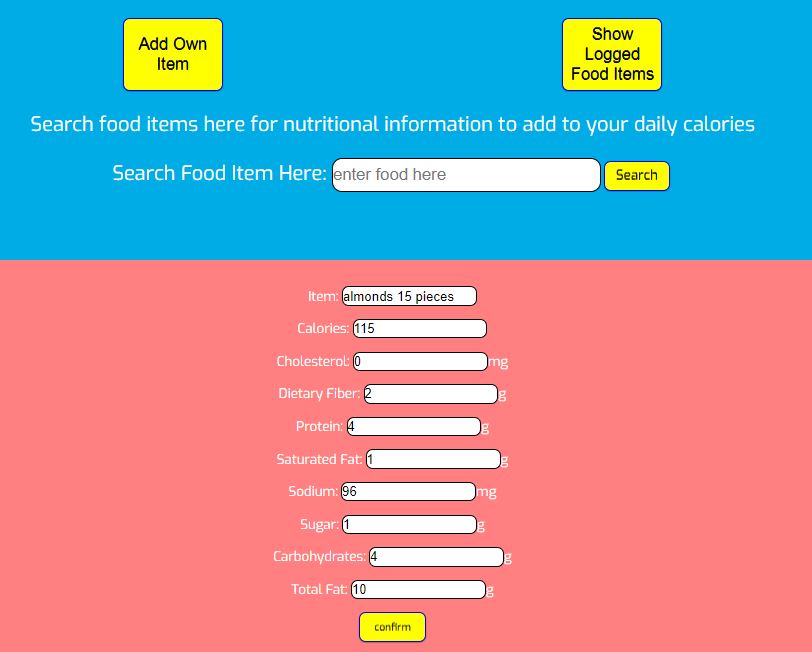 Add Own
Item
Show
Logged
Food Items
Search food items here for nutritional information to add to your daily calories
Search Food Item Here: enter food here Search
Item: almonds 15 pieces
Calories: 115
Cholesterol: 0 mg
Dietary Fiber: 2 g
Protein: 4 g
Saturated Fat: 1 g
Sodium: 96 mg
Sugar: 1 g
Carbohydrates: 4 g
Total Fat: 10 g
confirm